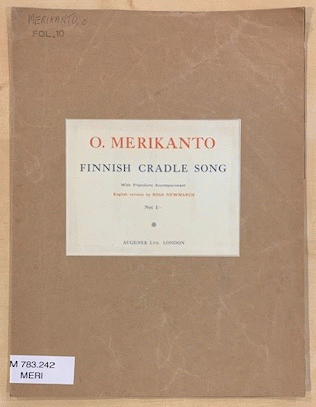 MERIKANTO, O
FOL. 10
O. MERIKANTO
FINNISH CRADLE SONG
With Pianoforte Accompaniment
English version by ROSA NEWMARCH
Net 1/-
AUGENER Ltd. LONDON
M 783.242
MERI